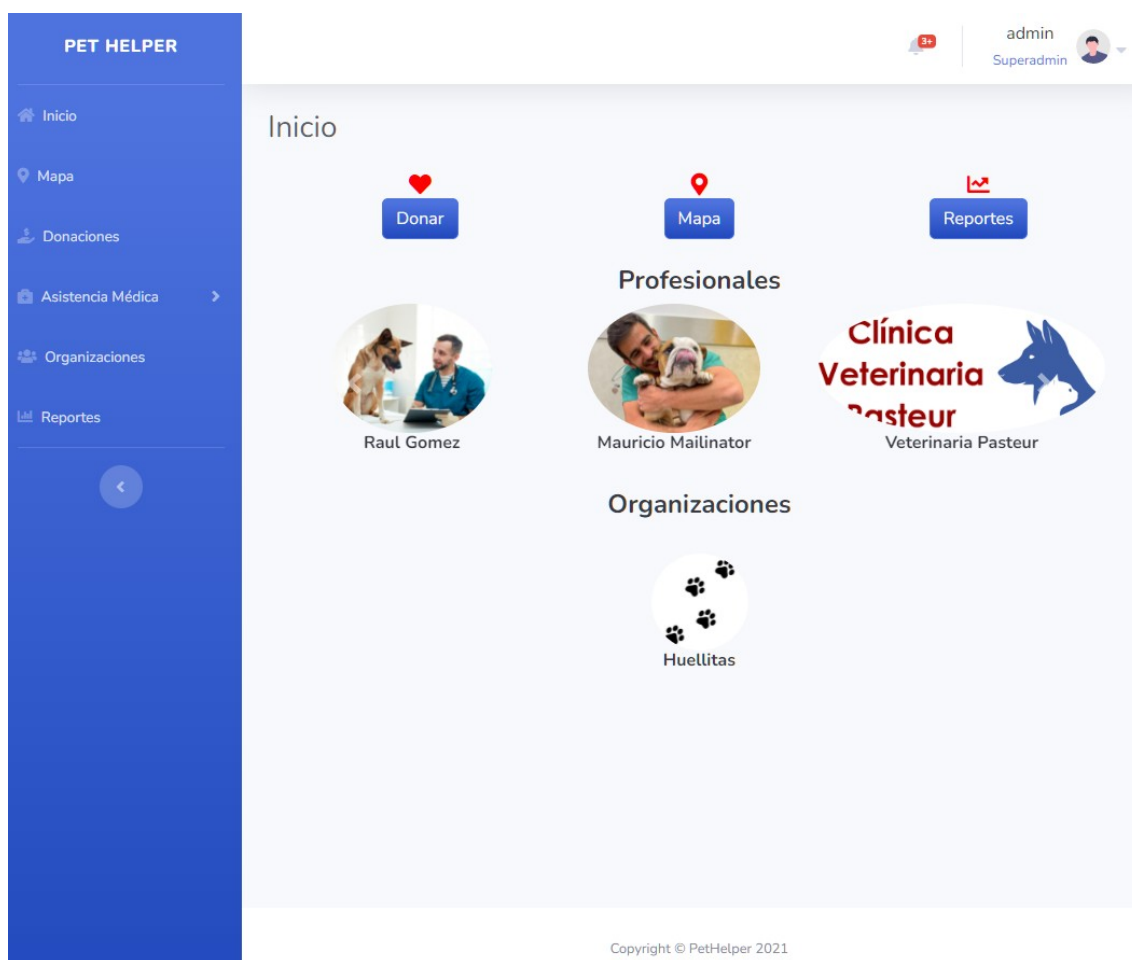 PET HELPER
Inicio
Mapa
Donaciones
Asistencia Médica
Organizaciones
Reportes
3+
admin
Superadmin
Inicio
Donar
Mapa
Reportes
Profesionales
Clínica
Veterinaria
Pasteur
Raul Gomez
Mauricio Mailinator
Veterinaria Pasteur
Organizaciones
Huellitas
Copyright © PetHelper 2021